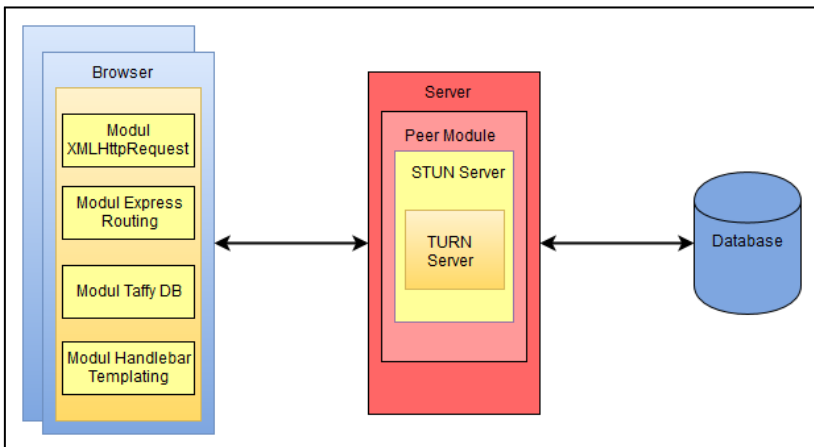 Browser
Modul
XMLHttpRequest
Modul Express
Routing
Modul Taffy DB
Modul Handlebar
Templating
Server
Peer Module
STUN Server
TURN
Server
Database